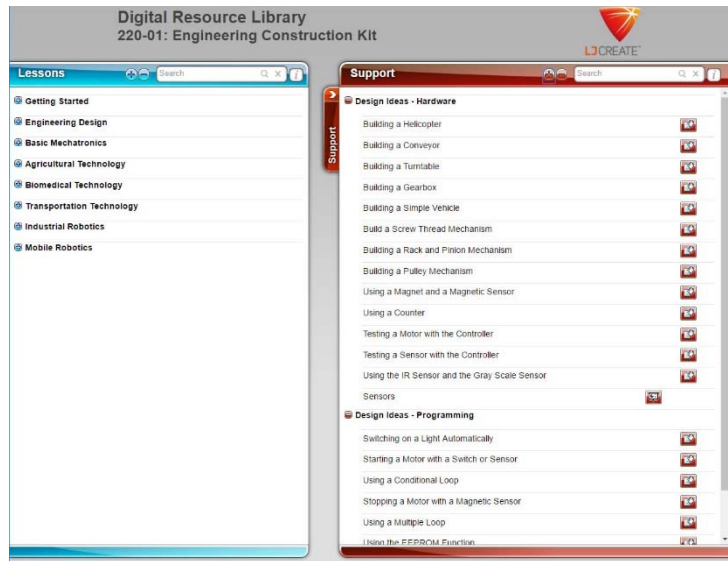 Digital Resource Library
220-01: Engineering Construction Kit
LJCREATE
Lessons
Search
Getting Started
Engineering Design
Basic Mechatronics
Agricultural Technology
Biomedical Technology
Transportation Technology
Industrial Robotics
Mobile Robotics
Support
Support
Search
Design Ideas - Hardware
Building a Helicopter
Building a Conveyor
Building a Turntable
Building a Gearbox
Building a Simple Vehicle
Build a Screw Thread Mechanism
Building a Rack and Pinion Mechanism
Building a Pulley Mechanism
Using a Magnet and a Magnetic Sensor
Using a Counter
Testing a Motor with the Controller
Testing a Sensor with the Controller
Using the IR Sensor and the Gray Scale Sensor
Sensors
Design Ideas - Programming
Switching on a Light Automatically
Starting a Motor with a Switch or Sensor
Using a Conditional Loop
Stopping a Motor with a Magnetic Sensor
Using a Multiple Loop
Using the EEPROM Function